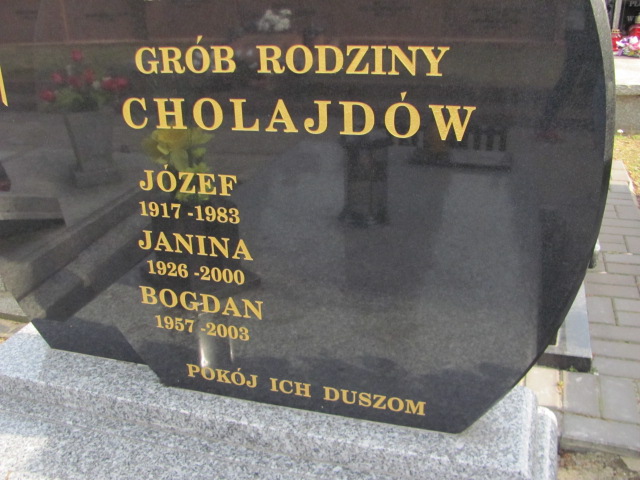 GRÓB RODZINY
CHOLAJDÓW
JÓZEF
1917 -1983
JANINA
1926 -2000
BOGDAN
1957 -2003
POKÓJ ICH DUSZOM